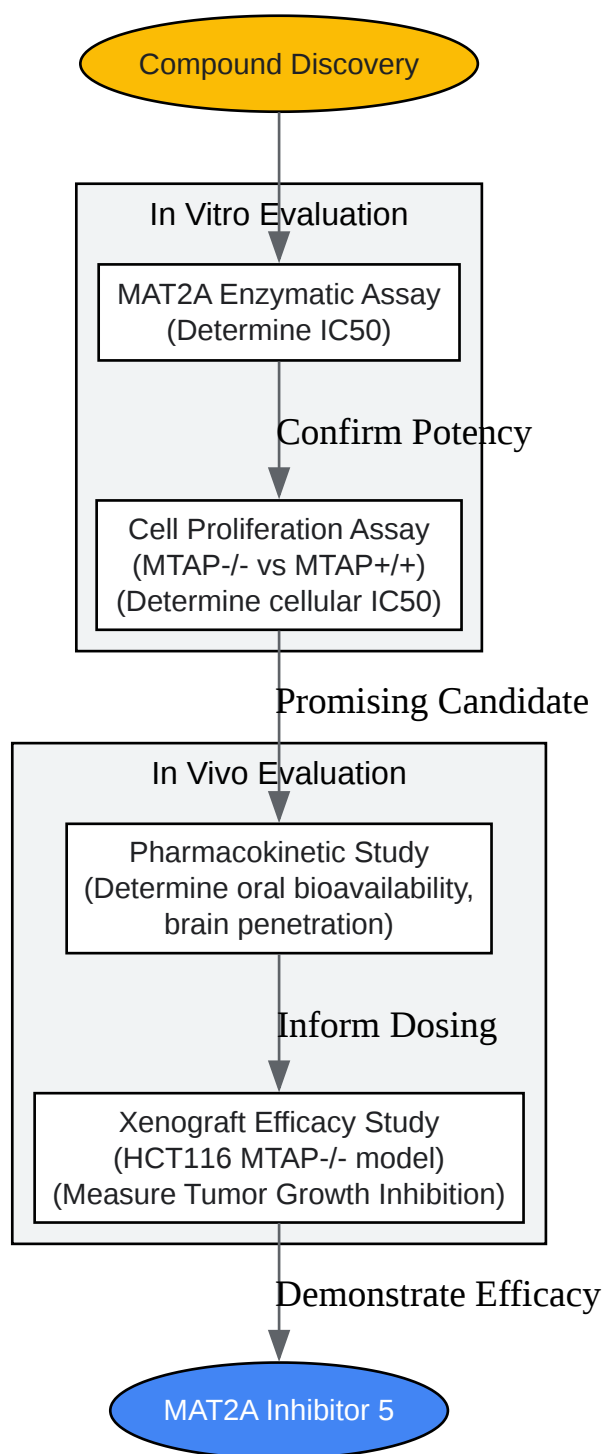 Compound Discovery
In Vitro Evaluation
MAT2A Enzymatic Assay
(Determine IC50)
Confirm Potency
Cell Proliferation Assay
(MTAP-/- vs MTAP+/+)
(Determine cellular IC50)
Promising Candidate
In Vivo Evaluation
Pharmacokinetic Study
(Determine oral bioavailability,
brain penetration)
Inform Dosing
Xenograft Efficacy Study
(HCT116 MTAP-/- model)
(Measure Tumor Growth Inhibition)
Demonstrate Efficacy
MAT2A Inhibitor 5